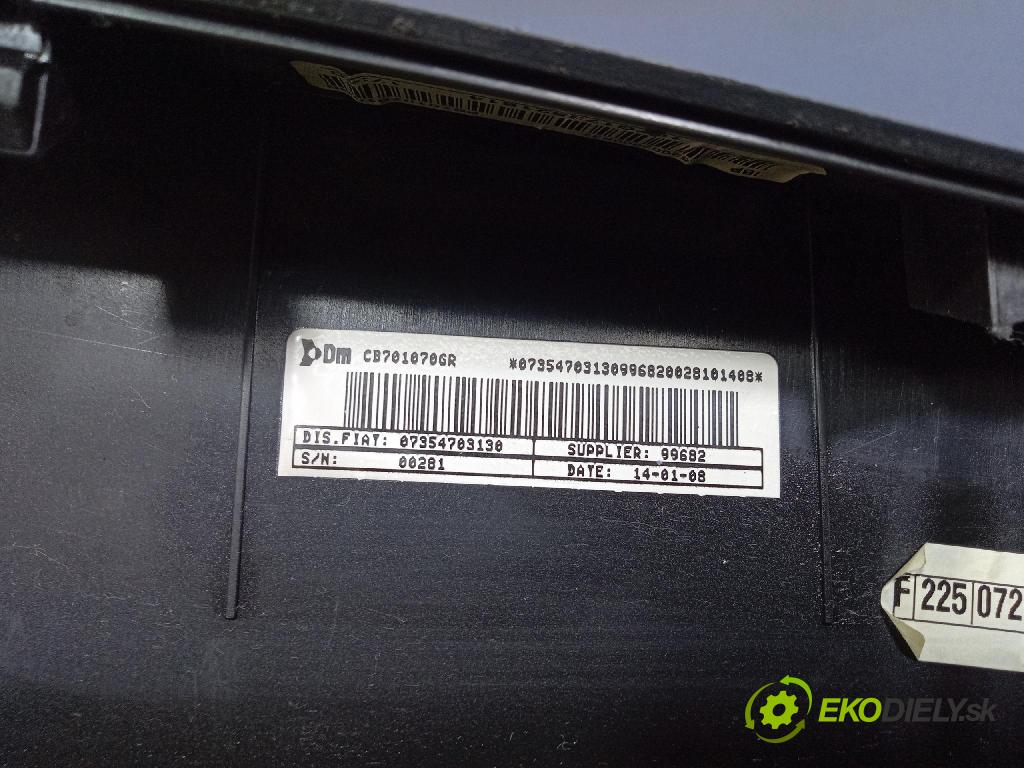 Dm CB701070GR *07354703130996820028101408*
DIS.FIAT: 07354703130 SUPPLIER: 99682
S/N: 00281 DATE: 14-01-08
F 225 072
EKODIELY.sk